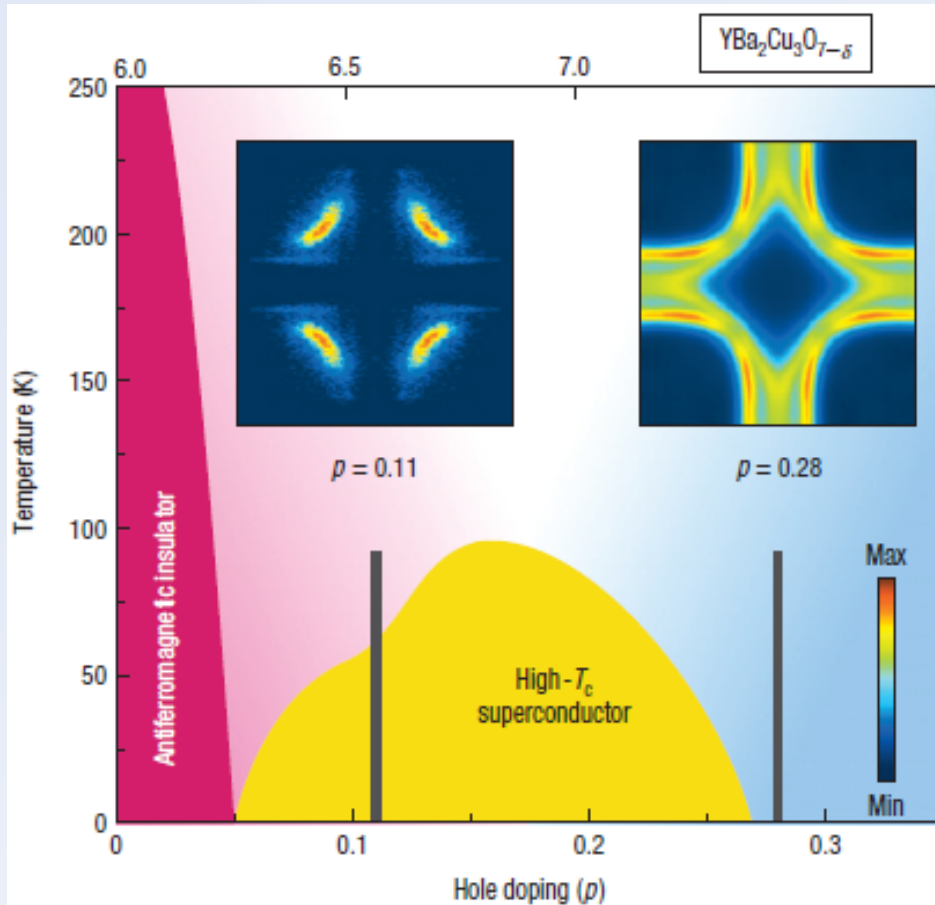 YBa₂Cu₃O₇₋δ
6.0
6.5
7.0
250
200
150
100
50
0
Temperature (K)
Antiferromagnetic insulator
p = 0.11
p = 0.28
High-Tc
superconductor
Max
Min
0
0.1
0.2
0.3
Hole doping (p)